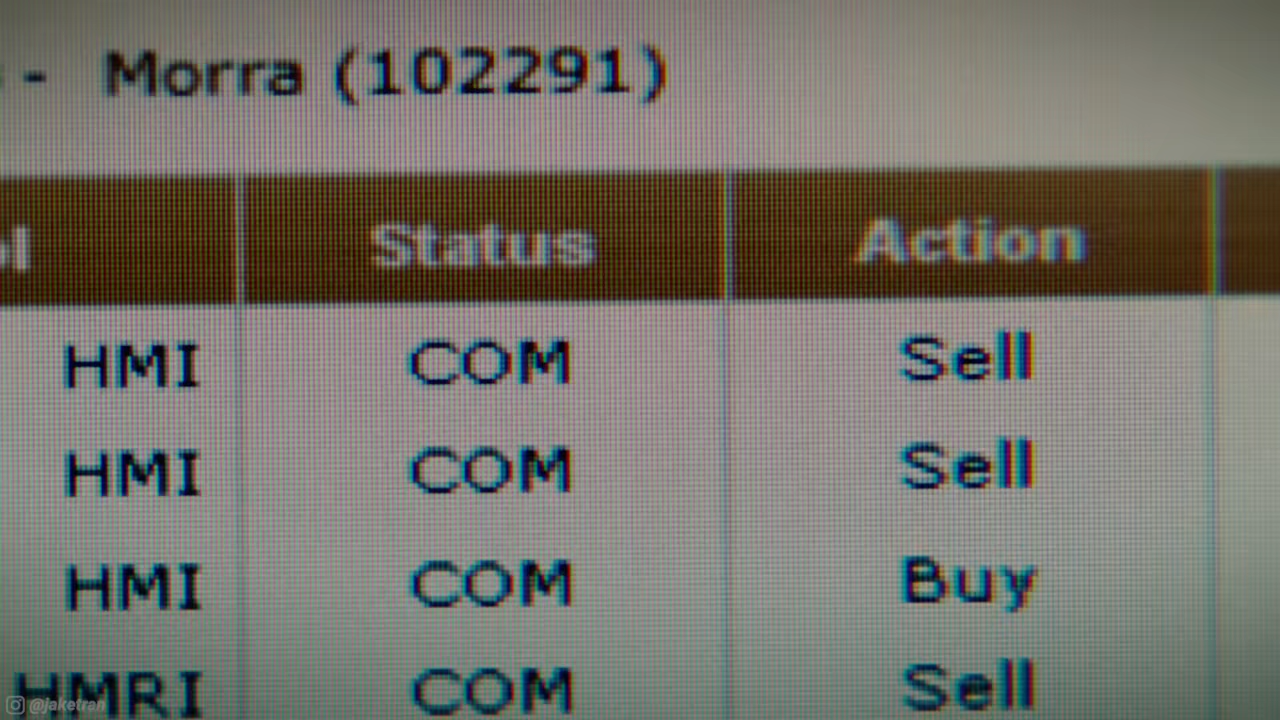 - Morra (102291)
Status Action
HMI COM Sell
HMI COM Sell
HMI COM Buy
HMRI COM Sell
@jaketran